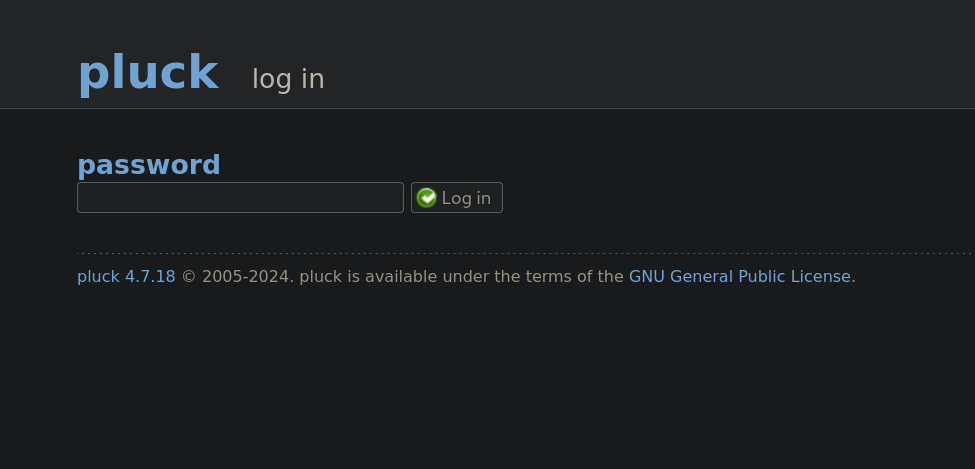 pluck log in
password
Log in
pluck 4.7.18 © 2005-2024. pluck is available under the terms of the GNU General Public License.